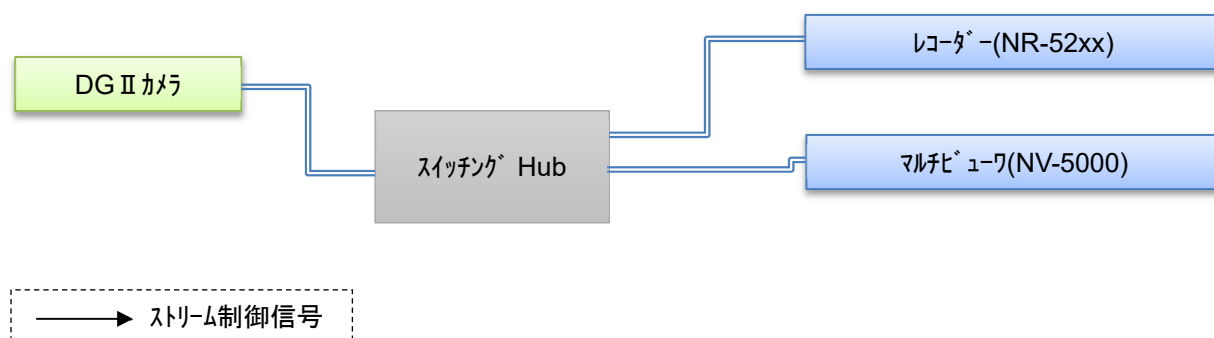 ﾚｺｰﾀﾞｰ(NR-52xx)
DGⅡｶﾒﾗ
ｽｲｯﾁﾝｸﾞ Hub
ﾏﾙﾁﾋﾞｭｰﾜ(NV-5000)
ｽﾄﾘｰﾑ制御信号